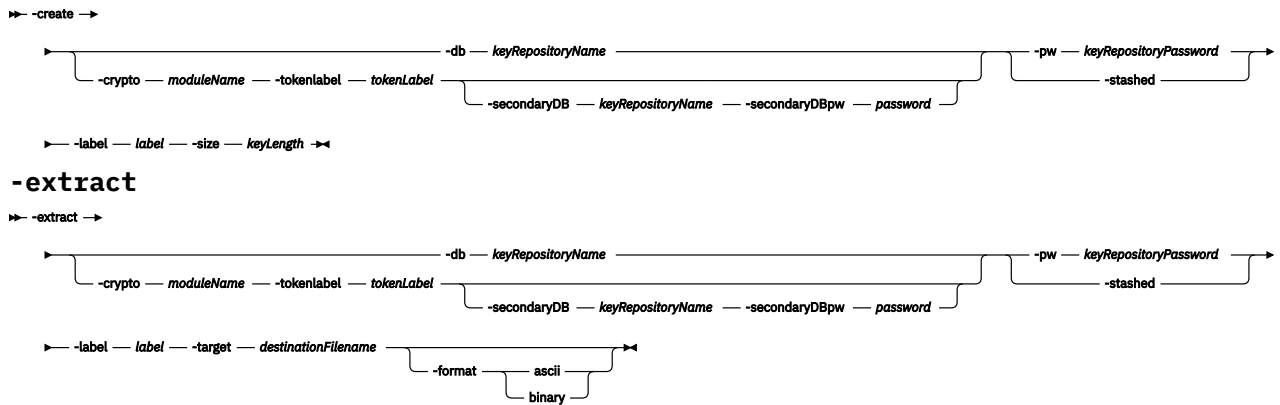 -create
-db keyRepositoryName -pw keyRepositoryPassword
-crypto moduleName -tokenlabel tokenLabel -stashed
-secondaryDB keyRepositoryName -secondaryDBpw password
-label label -size keyLength
-extract
-extract
-db keyRepositoryName -pw keyRepositoryPassword
-crypto moduleName -tokenlabel tokenLabel -stashed
-secondaryDB keyRepositoryName -secondaryDBpw password
-label label -target destinationFilename
-format ascii
binary